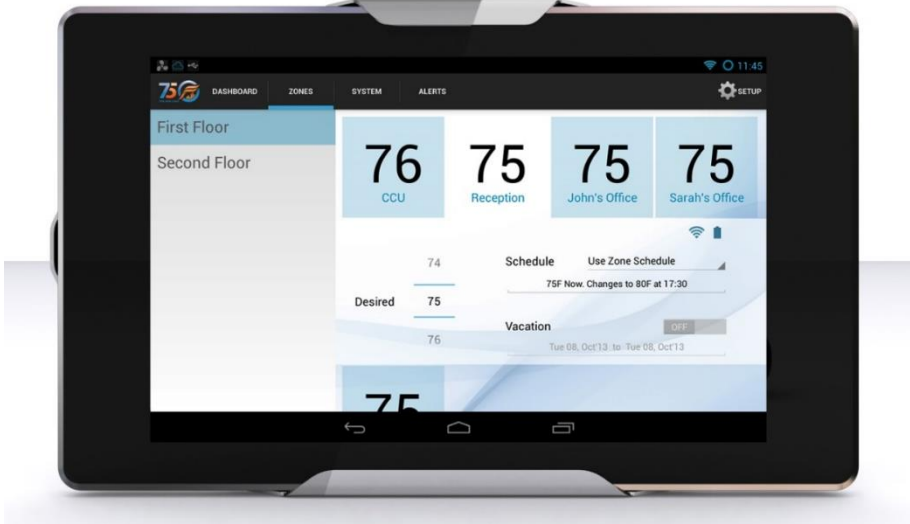 11:45
75F
DASHBOARD
ZONES
SYSTEM
ALERTS
SETUP
First Floor
Second Floor
76
CCU
75
Reception
75
John's Office
75
Sarah's Office
74
Desired 75
76
Schedule Use Zone Schedule
75F Now. Changes to 80F at 17:30
Vacation OFF
Tue 08, Oct'13 to Tue 08, Oct'13
75